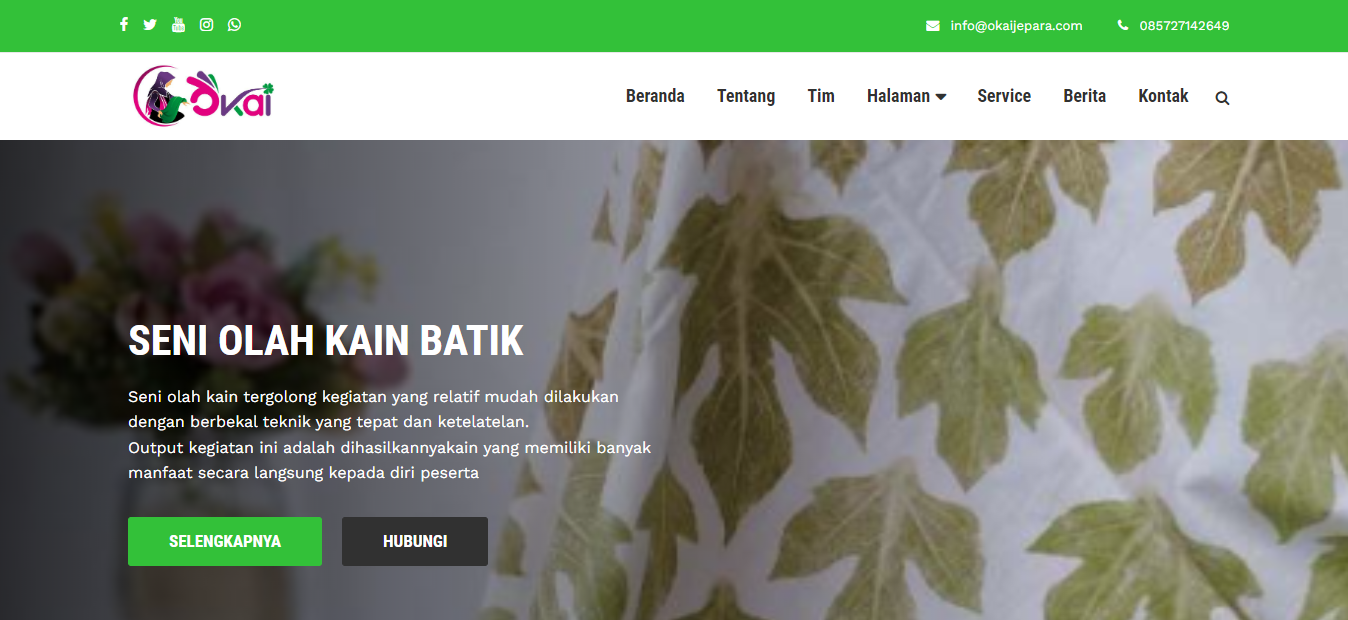 info@okaijepara.com
085727142649
Okai
Beranda
Tentang
Tim
Halaman
Service
Berita
Kontak
SENI OLAH KAIN BATIK
Seni olah kain tergolong kegiatan yang relatif mudah dilakukan
dengan berbekal teknik yang tepat dan ketelatelan.
Output kegiatan ini adalah dihasilkannyakain yang memiliki banyak
manfaat secara langsung kepada diri peserta
SELENGKAPNYA
HUBUNGI